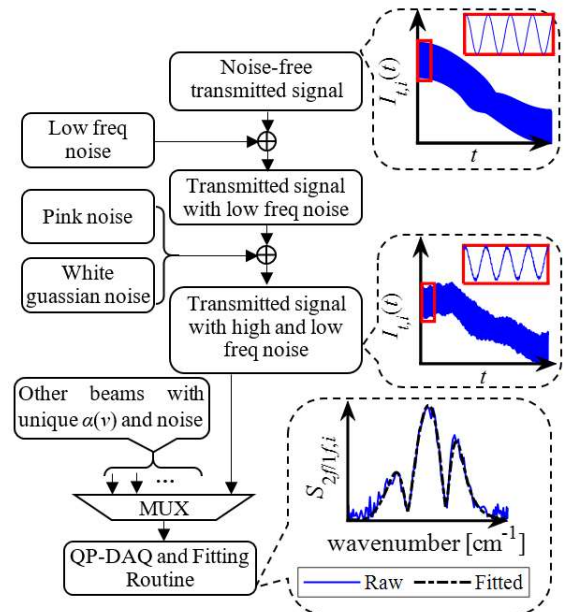 Noise-free
transmitted signal
I_{t,i}(t)
t
Low freq
noise
Transmitted signal
with low freq noise
Pink noise
White
guassian noise
Transmitted signal
with high and low
freq noise
I_{t,i}(t)
t
Other beams with
unique α(v) and noise
...
MUX
QP-DAQ and Fitting
Routine
S_{2f/1f,i}
wavenumber [cm⁻¹]
Raw Fitted